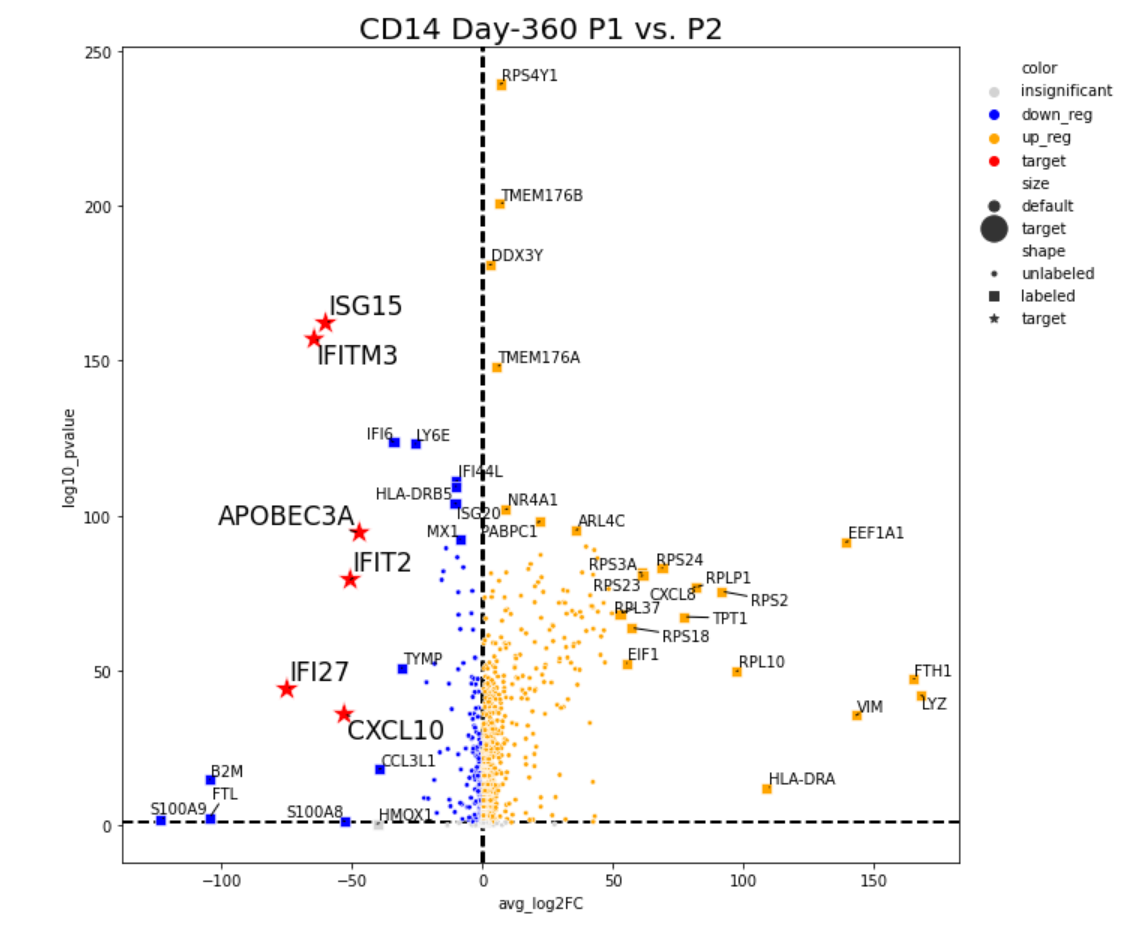 CD14 Day-360 P1 vs. P2
250
200
150
100
50
0
log10_pvalue
RPS4Y1
TMEM176B
DDX3Y
ISG15
IFITM3
TMEM176A
IFI6
LY6E
IFI44L
HLA-DRB5
ISG20
NR4A1
APOBEC3A
MX1
PABPC1
ARL4C
EEF1A1
IFIT2
RPS3A
RPS24
RPS23
CXCL8
RPLP1
RPS2
RPL37
TPT1
RPS18
TYMP
EIF1
RPL10
FTH1
IFI27
LYZ
VIM
CXCL10
CCL3L1
B2M
HLA-DRA
FTL
S100A9
S100A8
HMOX1
−100
−50
0
50
100
150
avg_log2FC
color
insignificant
down_reg
up_reg
target
size
default
target
shape
unlabeled
labeled
target